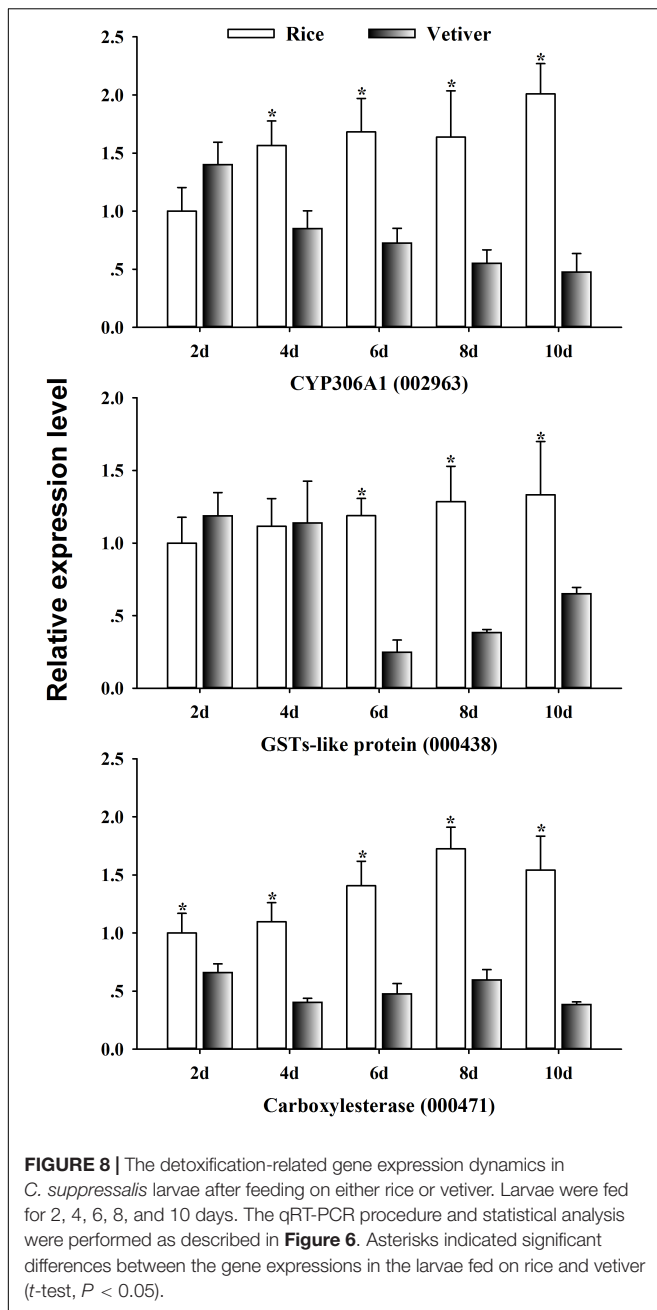 Rice Vetiver
2.5
2.0
1.5
1.0
.5
0.0
* * * *
2d 4d 6d 8d 10d
CYP306A1 (002963)
Relative expression level
2.0
1.5
1.0
.5
0.0
* * *
2d 4d 6d 8d 10d
GSTs-like protein (000438)
2.5
2.0
1.5
1.0
.5
0.0
* * * * *
2d 4d 6d 8d 10d
Carboxylesterase (000471)
FIGURE 8 | The detoxification-related gene expression dynamics in
C. suppressalis larvae after feeding on either rice or vetiver. Larvae were fed
for 2, 4, 6, 8, and 10 days. The qRT-PCR procedure and statistical analysis
were performed as described in Figure 6. Asterisks indicated significant
differences between the gene expressions in the larvae fed on rice and vetiver
(t-test, P < 0.05).